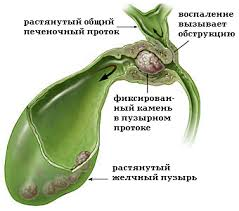 растянутый общий
печеночный проток
воспаление
вызывает
обструкцию
фиксирован-
ный камень
в пузырном
протоке
растянутый
желчный пузырь